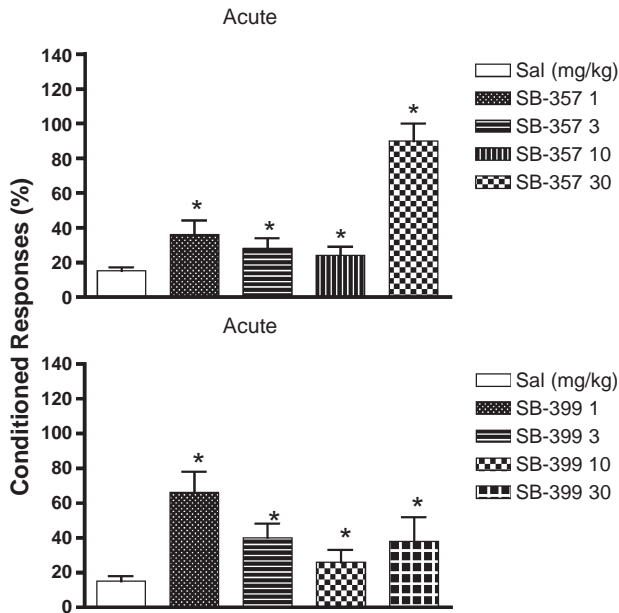 Acute
140
120
100
80
60
40
20
0
*
*
*
*
Sal (mg/kg)
SB-357 1
SB-357 3
SB-357 10
SB-357 30
Conditioned Responses (%)
Acute
140
120
100
80
60
40
20
0
*
*
*
*
Sal (mg/kg)
SB-399 1
SB-399 3
SB-399 10
SB-399 30